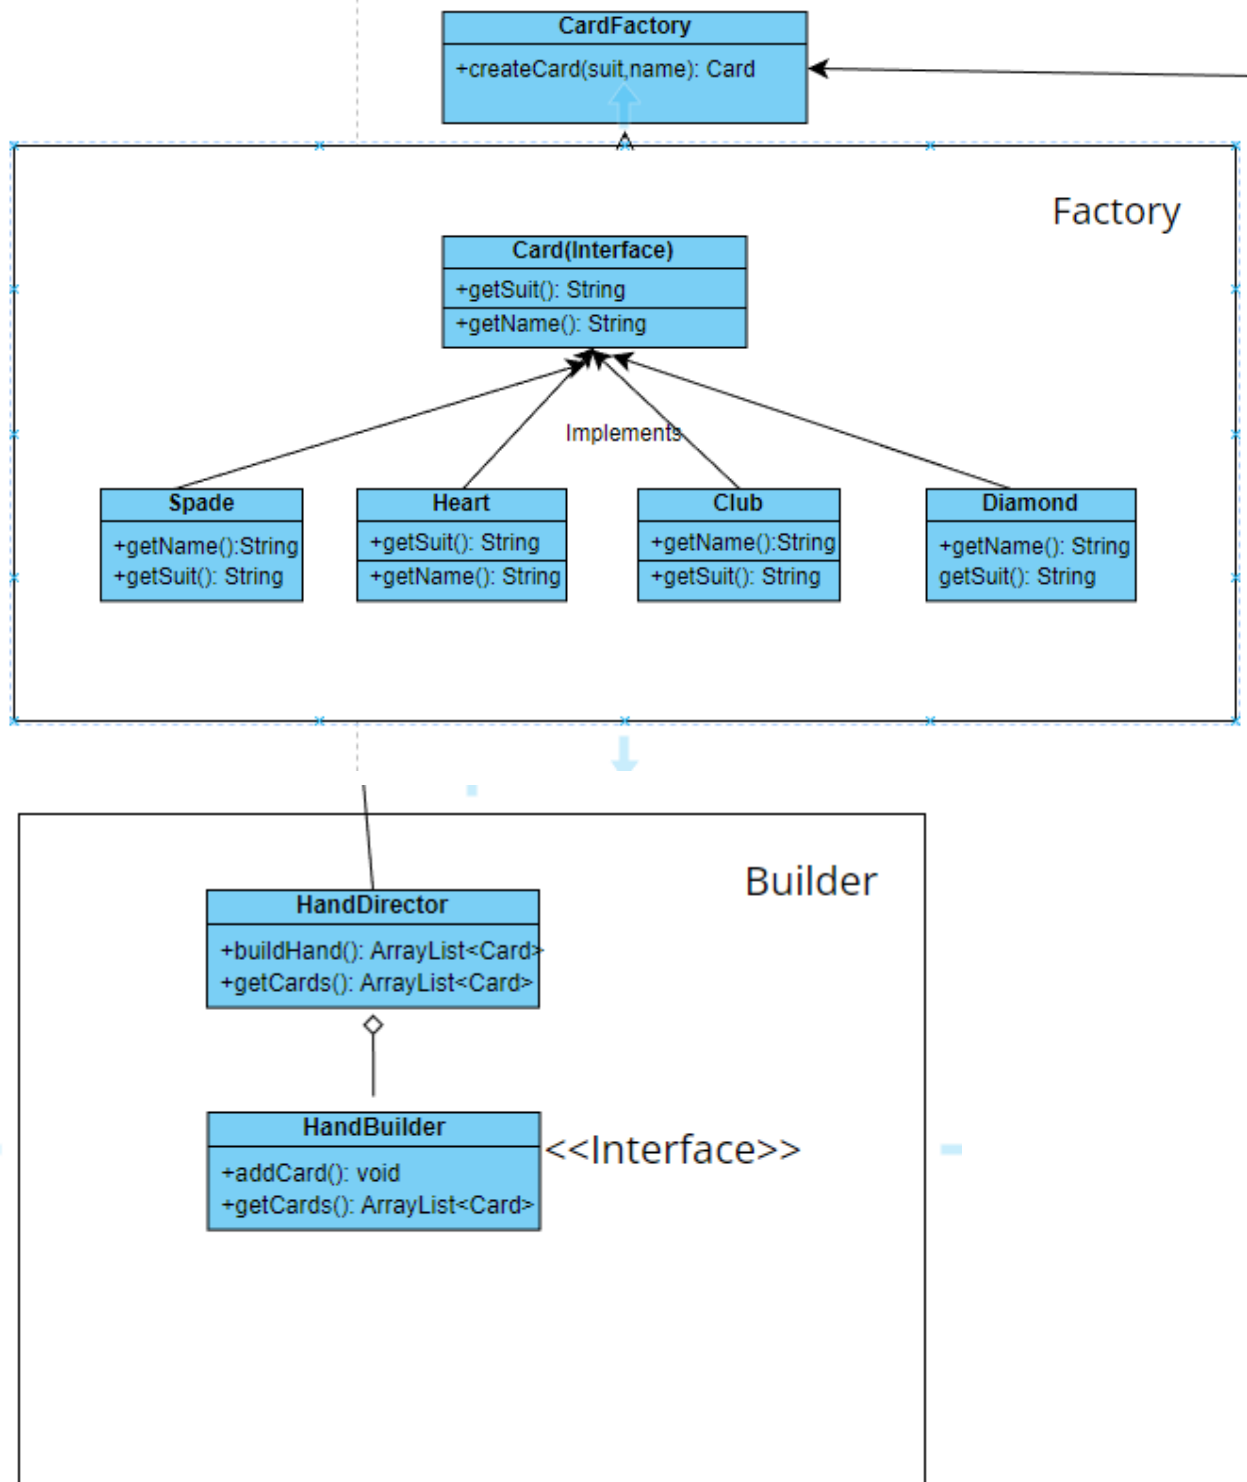 CardFactory
+createCard(suit,name): Card
Factory
Card(Interface)
+getSuit(): String
+getName(): String
Implements
Spade
+getName():String
+getSuit(): String
Heart
+getSuit(): String
+getName(): String
Club
+getName():String
+getSuit(): String
Diamond
+getName(): String
getSuit(): String
Builder
HandDirector
+buildHand(): ArrayList<Card>
+getCards(): ArrayList<Card>
HandBuilder
<<Interface>>
+addCard(): void
+getCards(): ArrayList<Card>